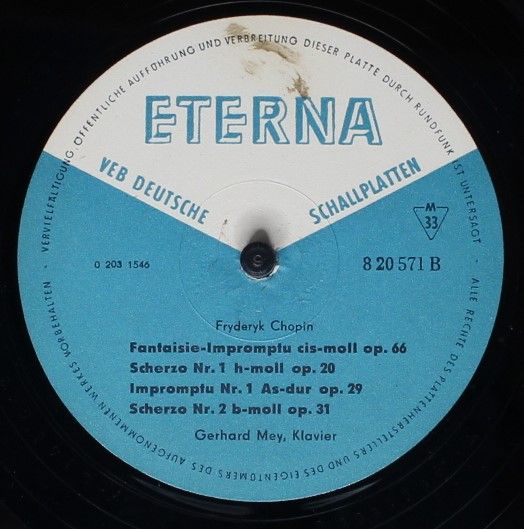 VERVIELFÄLTIGUNG ÖFFENTLICHE AUFFÜHRUNG UND VERBREITUNG DIESER PLATTE DURCH RUNDFUNK IST UNTERSAGT · ALLE RECHTE DES PLATTENHERSTELLERS UND DES EIGENTÜMERS DES AUFGENOMMENEN WERKES VORBEHALTEN ·
ETERNA
VEB DEUTSCHE SCHALLPLATTEN
M
33
0 203 1546
8 20 571 B
Fryderyk Chopin
Fantaisie-Impromptu cis-moll op. 66
Scherzo Nr. 1 h-moll op. 20
Impromptu Nr. 1 As-dur op. 29
Scherzo Nr. 2 b-moll op. 31
Gerhard Mey, Klavier